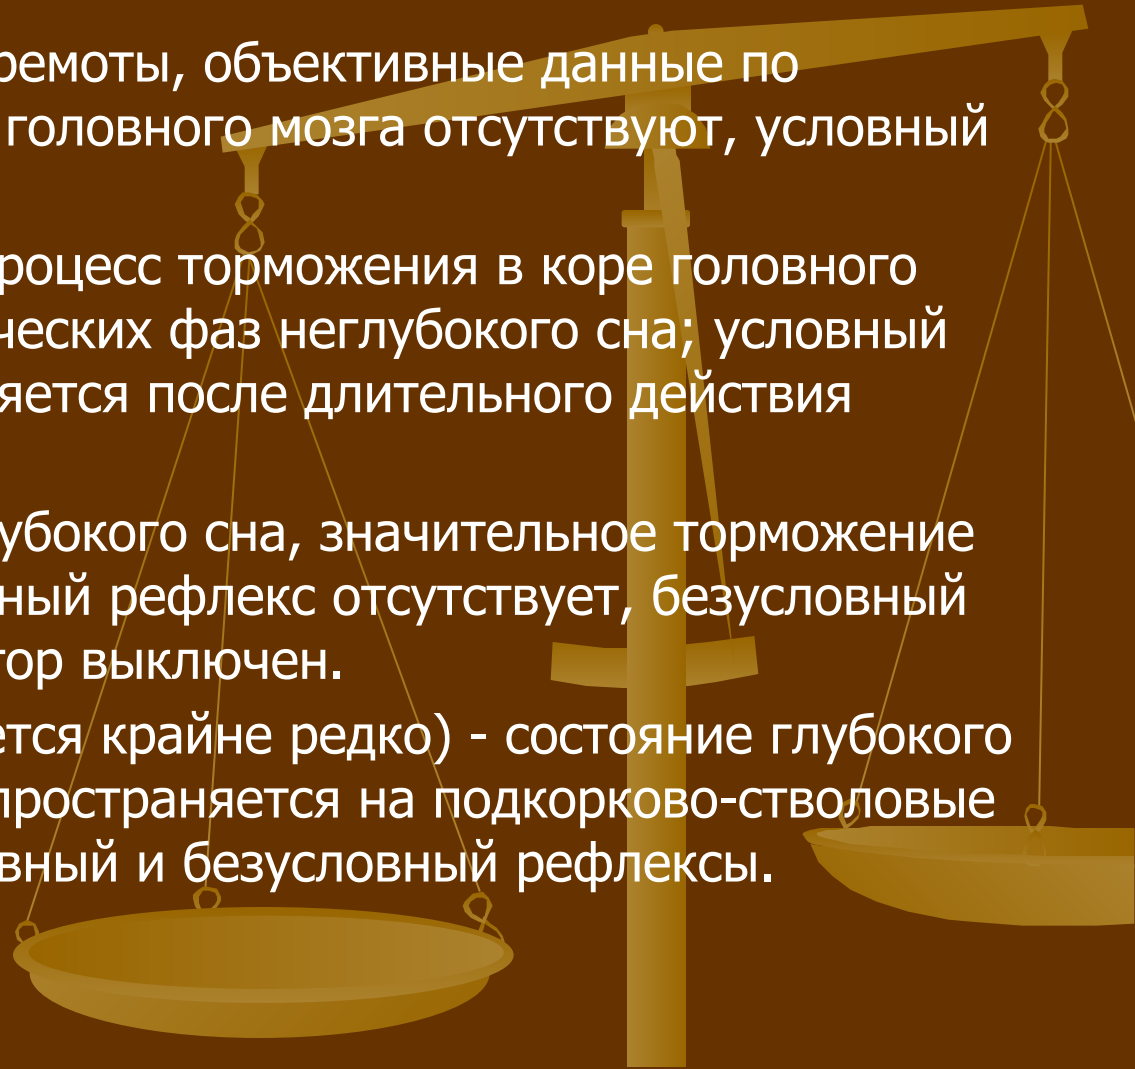 ремоты, объективные данные по
головного мозга отсутствуют, условный
роцесс торможения в коре головного
ческих фаз неглубокого сна; условный
яется после длительного действия
убокого сна, значительное торможение
ный рефлекс отсутствует, безусловный
тор выключен.
ется крайне редко) - состояние глубокого
пространяется на подкорково-стволовые
вный и безусловный рефлексы.